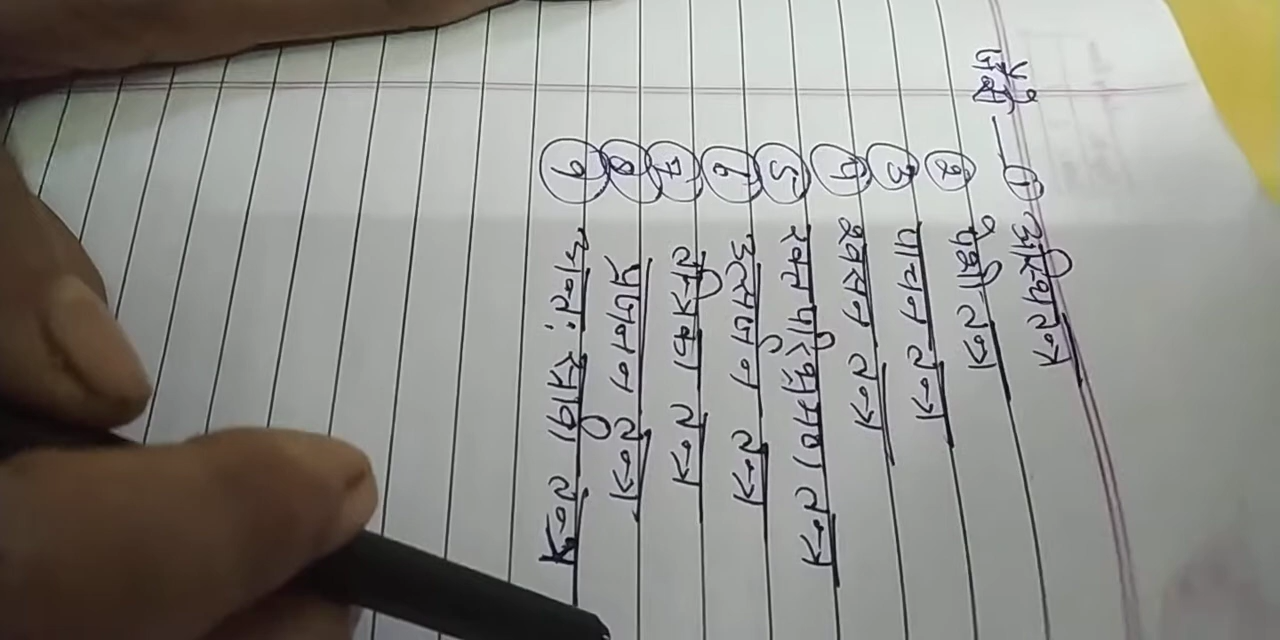 ① अस्थि तन्त्र
② पेशी तन्त्र
③ पाचन तन्त्र
④ श्वसन तन्त्र
⑤ रक्त परिभ्रमण तन्त्र
⑥ उत्सर्जन तन्त्र
⑦ तन्त्रिका तन्त्र
⑧ प्रजनन तन्त्र
⑨ अन्त: स्रावी तन्त्र